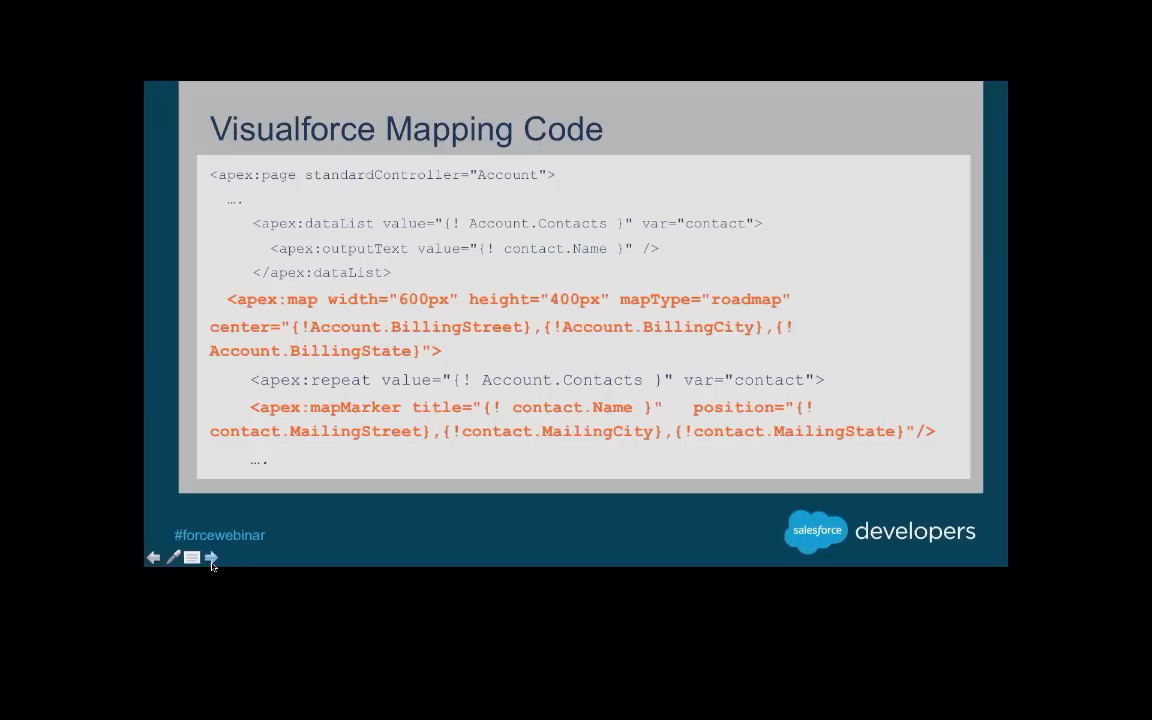 Visualforce Mapping Code
<apex:page standardController="Account">
….
<apex:dataList value="{! Account.Contacts }" var="contact">
<apex:outputText value="{! contact.Name }" />
</apex:dataList>
<apex:map width="600px" height="400px" mapType="roadmap"
center="{!Account.BillingStreet},{!Account.BillingCity},{!
Account.BillingState}">
<apex:repeat value="{! Account.Contacts }" var="contact">
<apex:mapMarker title="{! contact.Name }" position="{!
contact.MailingStreet},{!contact.MailingCity},{!contact.MailingState}"/>
….
#forcewebinar
salesforce developers